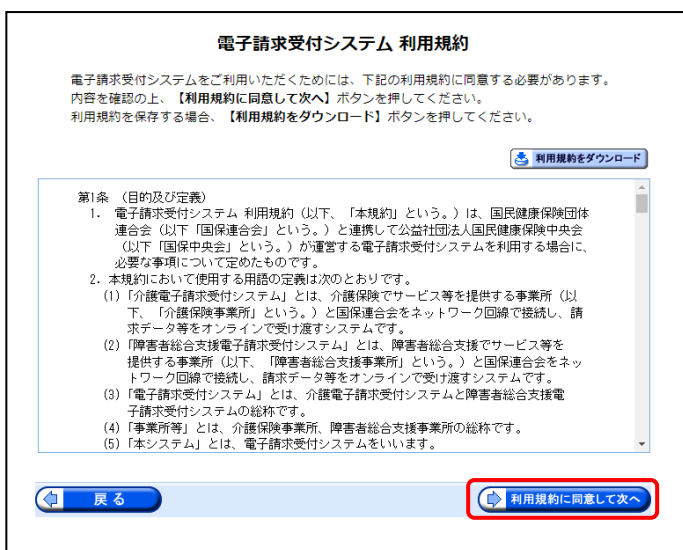 電子請求受付システム 利用規約
電子請求受付システムをご利用いただくためには、下記の利用規約に同意する必要があります。
内容を確認の上、【利用規約に同意して次へ】ボタンを押してください。
利用規約を保存する場合、【利用規約をダウンロード】ボタンを押してください。
利用規約をダウンロード
第1条 （目的及び定義）
1. 電子請求受付システム 利用規約（以下、「本規約」という。）は、国民健康保険団体
連合会（以下「国保連合会」という。）と連携して公益社団法人国民健康保険中央会
（以下「国保中央会」という。）が運営する電子請求受付システムを利用する場合に、
必要な事項について定めたものです。
2. 本規約において使用する用語の定義は次のとおりです。
(1)「介護電子請求受付システム」とは、介護保険でサービス等を提供する事業所（以
下、「介護保険事業所」という。）と国保連合会をネットワーク回線で接続し、請
求データ等をオンラインで受け渡すシステムです。
(2)「障害者総合支援電子請求受付システム」とは、障害者総合支援でサービス等を
提供する事業所（以下、「障害者総合支援事業所」という。）と国保連合会をネッ
トワーク回線で接続し、請求データ等をオンラインで受け渡すシステムです。
(3)「電子請求受付システム」とは、介護電子請求受付システムと障害者総合支援電
子請求受付システムの総称です。
(4)「事業所等」とは、介護保険事業所、障害者総合支援事業所の総称です。
(5)「本システム」とは、電子請求受付システムをいいます。
戻る
利用規約に同意して次へ